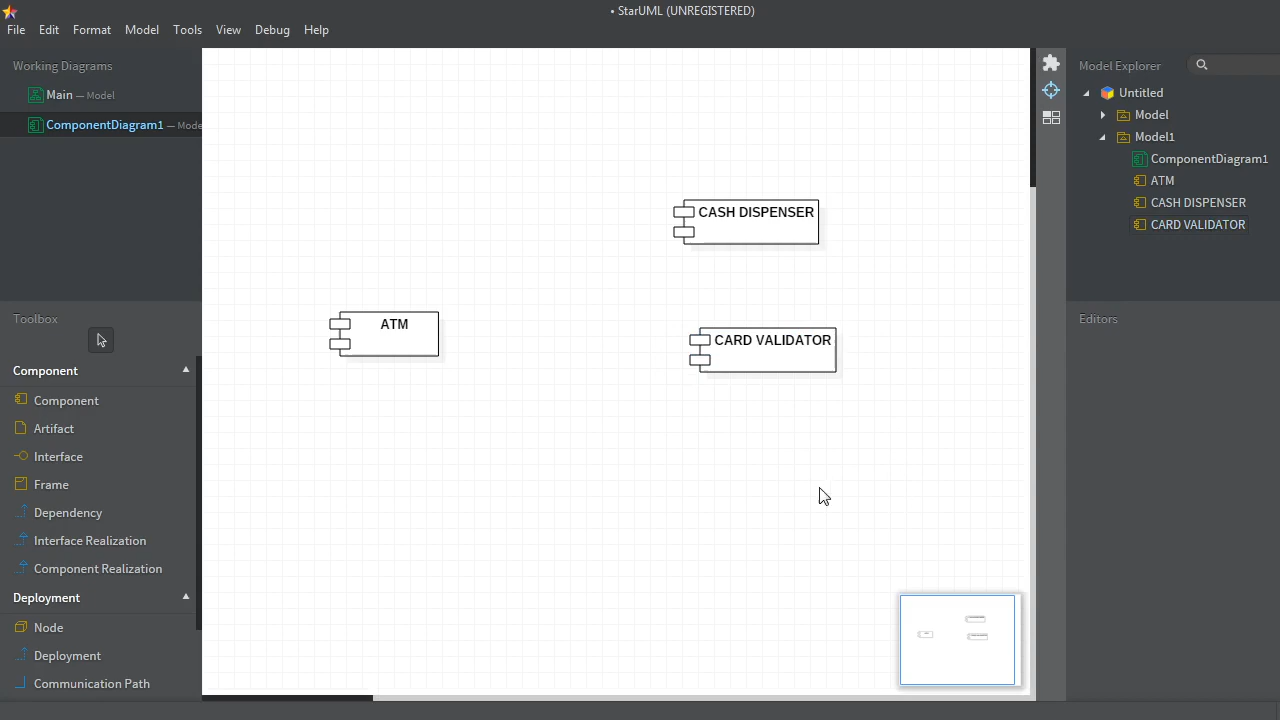 • StarUML (UNREGISTERED)
File Edit Format Model Tools View Debug Help
Working Diagrams
Main — Model
ComponentDiagram1 — Mode
Toolbox
Component
Component
Artifact
Interface
Frame
Dependency
Interface Realization
Component Realization
Deployment
Node
Deployment
Communication Path
CASH DISPENSER
ATM
CARD VALIDATOR
Model Explorer
Untitled
Model
Model1
ComponentDiagram1
ATM
CASH DISPENSER
CARD VALIDATOR
Editors